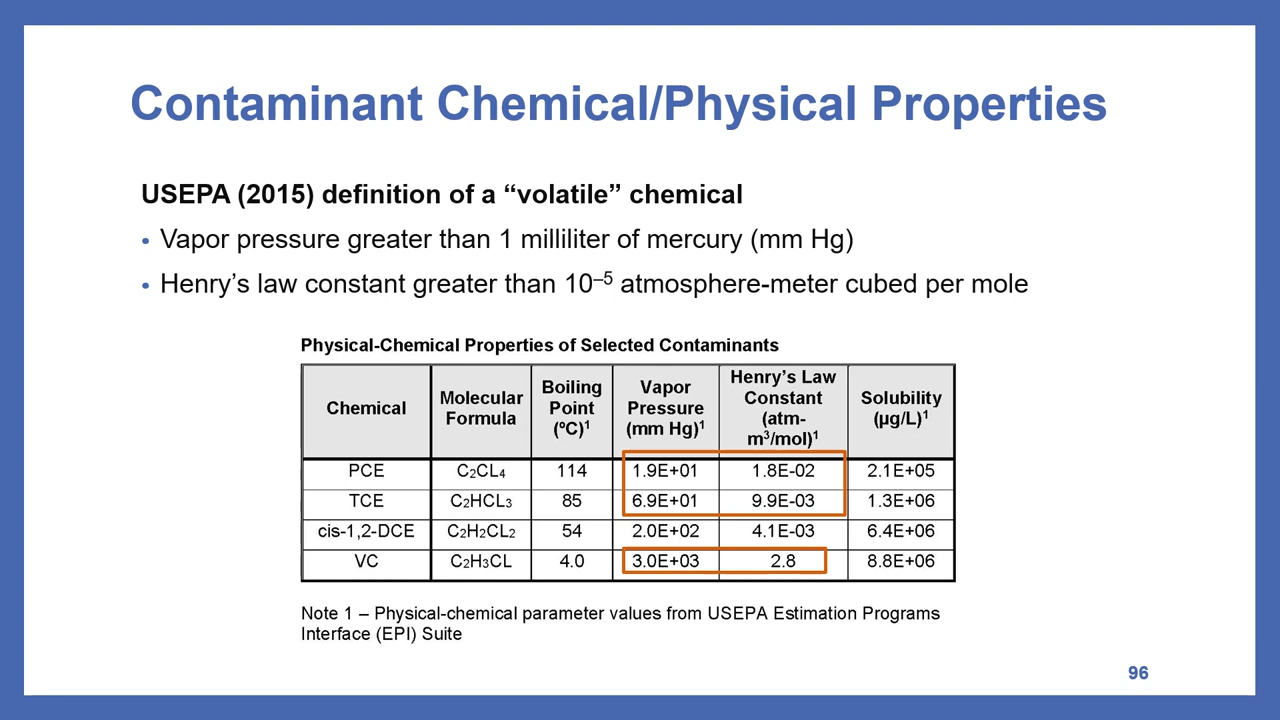 Contaminant Chemical/Physical Properties
USEPA (2015) definition of a “volatile” chemical
• Vapor pressure greater than 1 milliliter of mercury (mm Hg)
• Henry’s law constant greater than 10⁻⁵ atmosphere-meter cubed per mole
Physical-Chemical Properties of Selected Contaminants
Chemical | Molecular Formula | Boiling Point (ºC)¹ | Vapor Pressure (mm Hg)¹ | Henry’s Law Constant (atm-m³/mol)¹ | Solubility (µg/L)¹
PCE | C₂CL₄ | 114 | 1.9E+01 | 1.8E-02 | 2.1E+05
TCE | C₂HCL₃ | 85 | 6.9E+01 | 9.9E-03 | 1.3E+06
cis-1,2-DCE | C₂H₂CL₂ | 54 | 2.0E+02 | 4.1E-03 | 6.4E+06
VC | C₂H₃CL | 4.0 | 3.0E+03 | 2.8 | 8.8E+06
Note 1 – Physical-chemical parameter values from USEPA Estimation Programs
Interface (EPI) Suite
96